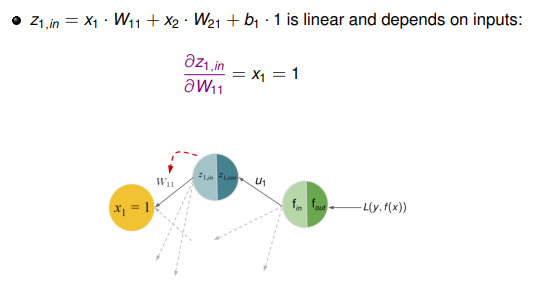 z₁,in = x₁ · W₁₁ + x₂ · W₂₁ + b₁ · 1 is linear and depends on inputs:
∂z₁,in / ∂W₁₁ = x₁ = 1
W₁₁ z₁,in z₁,out u₁
x₁ = 1 fin fout L(y, f(x))